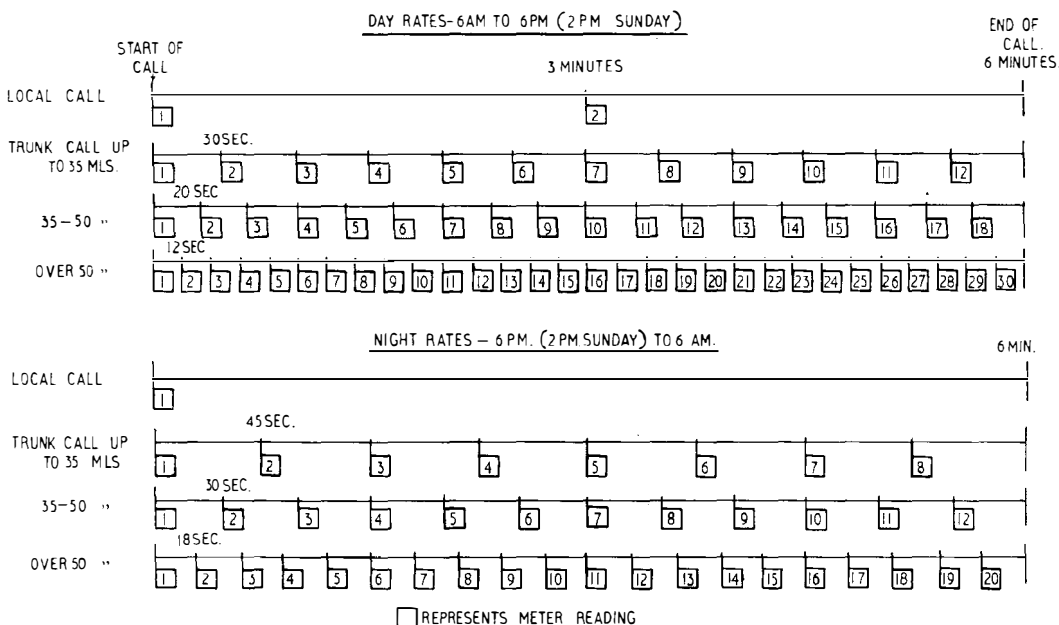 DAY RATES-6AM TO 6PM (2PM SUNDAY)
START OF CALL
3 MINUTES
END OF CALL. 6 MINUTES.
LOCAL CALL
1 2
TRUNK CALL UP TO 35 MLS.
30SEC.
1 2 3 4 5 6 7 8 9 10 11 12
35-50 "
20 SEC
1 2 3 4 5 6 7 8 9 10 11 12 13 14 15 16 17 18
OVER 50 "
12SEC
1 2 3 4 5 6 7 8 9 10 11 12 13 14 15 16 17 18 19 20 21 22 23 24 25 26 27 28 29 30
NIGHT RATES - 6PM. (2PM SUNDAY) TO 6 AM.
6 MIN.
LOCAL CALL
1
TRUNK CALL UP TO 35 MLS
45SEC.
1 2 3 4 5 6 7 8
35-50 "
30SEC.
1 2 3 4 5 6 7 8 9 10 11 12
OVER 50 "
18SEC.
1 2 3 4 5 6 7 8 9 10 11 12 13 14 15 16 17 18 19 20
REPRESENTS METER READING